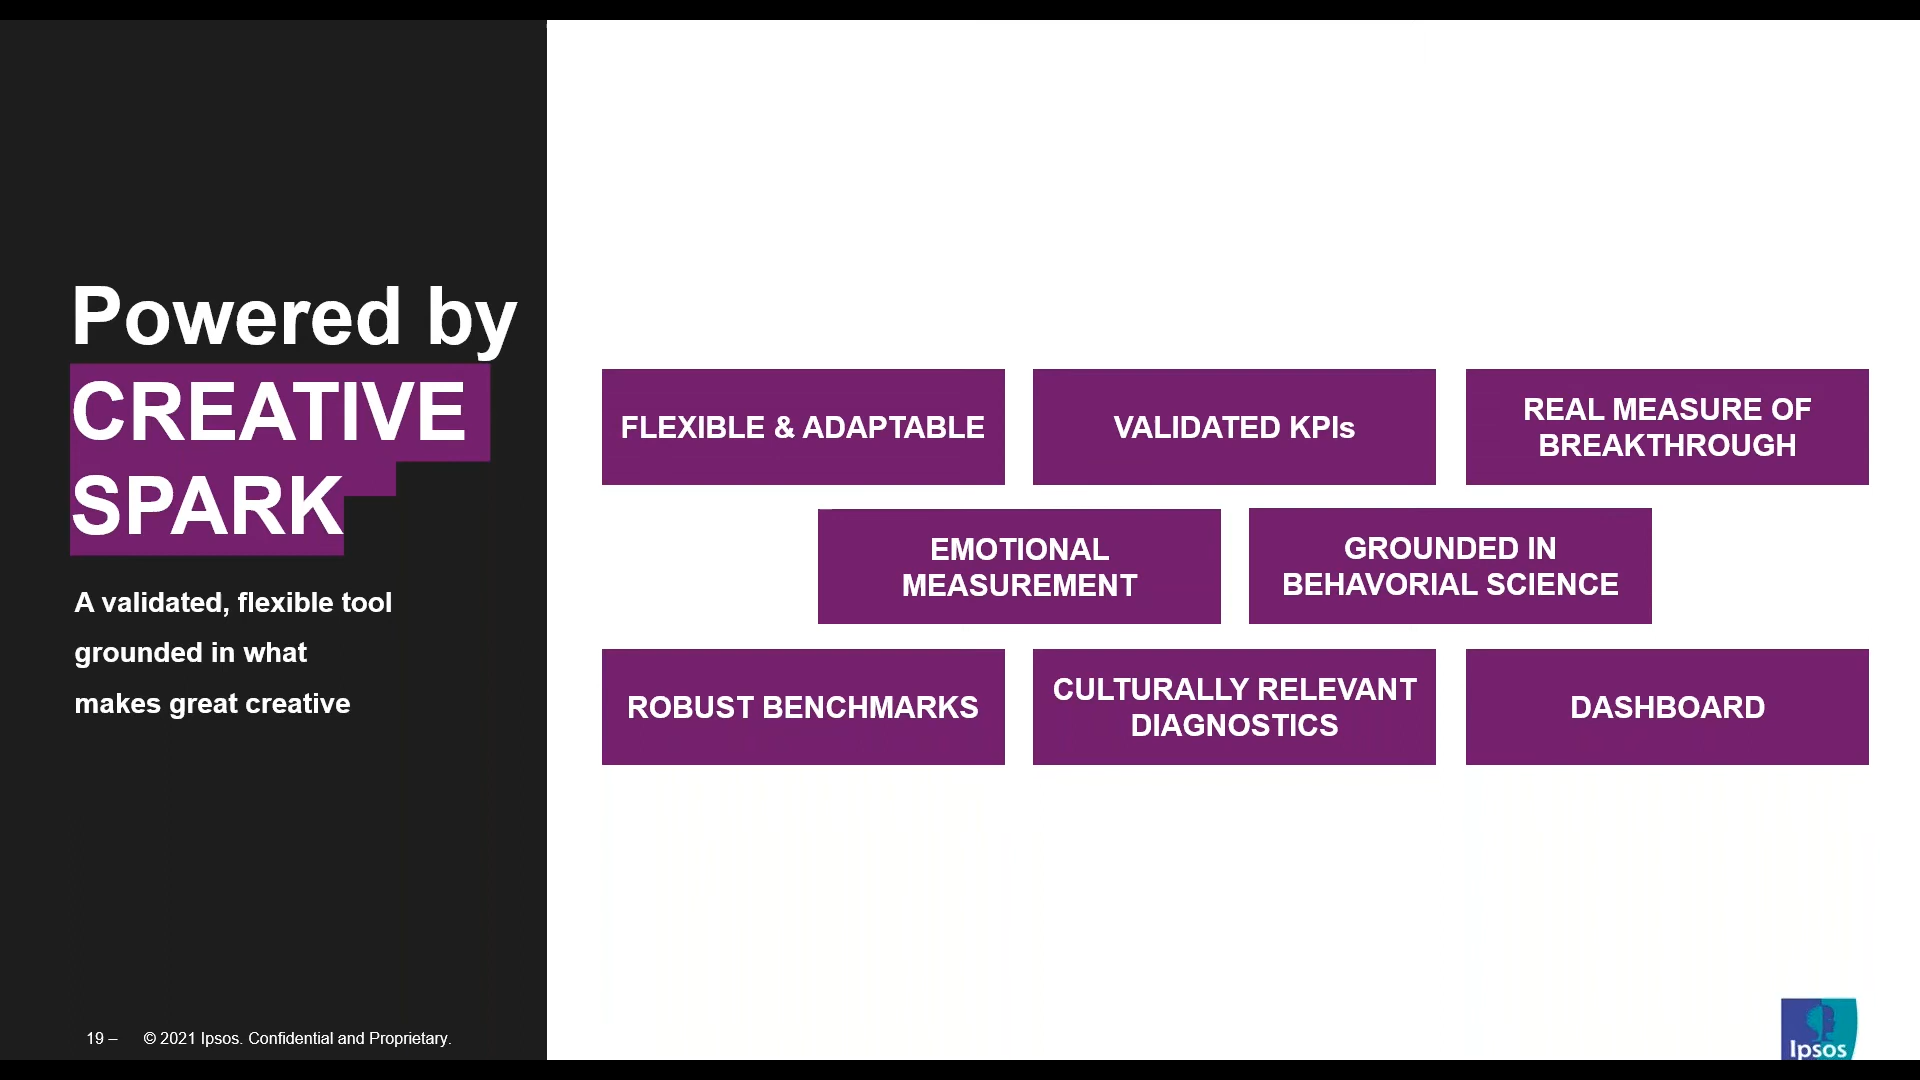 Powered by
CREATIVE
SPARK
A validated, flexible tool
grounded in what
makes great creative
FLEXIBLE & ADAPTABLE
VALIDATED KPIs
REAL MEASURE OF
BREAKTHROUGH
EMOTIONAL
MEASUREMENT
GROUNDED IN
BEHAVORIAL SCIENCE
ROBUST BENCHMARKS
CULTURALLY RELEVANT
DIAGNOSTICS
DASHBOARD
19 – © 2021 Ipsos. Confidential and Proprietary.
Ipsos